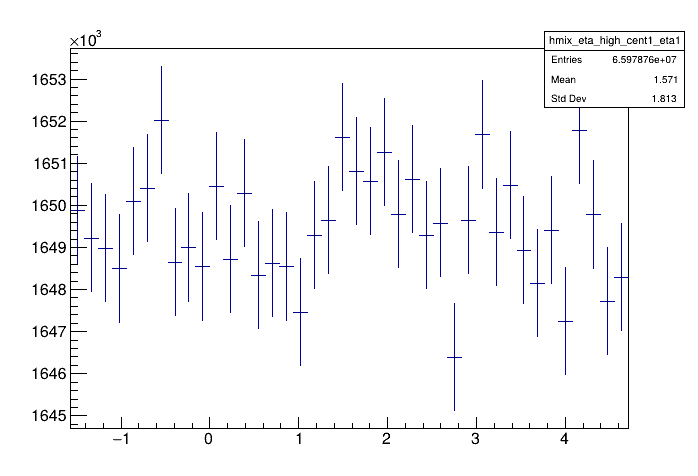 ×10³
hmix_eta_high_cent1_eta1
Entries 6.597876e+07
Mean 1.571
Std Dev 1.813
1653
1652
1651
1650
1649
1648
1647
1646
1645
−1 0 1 2 3 4